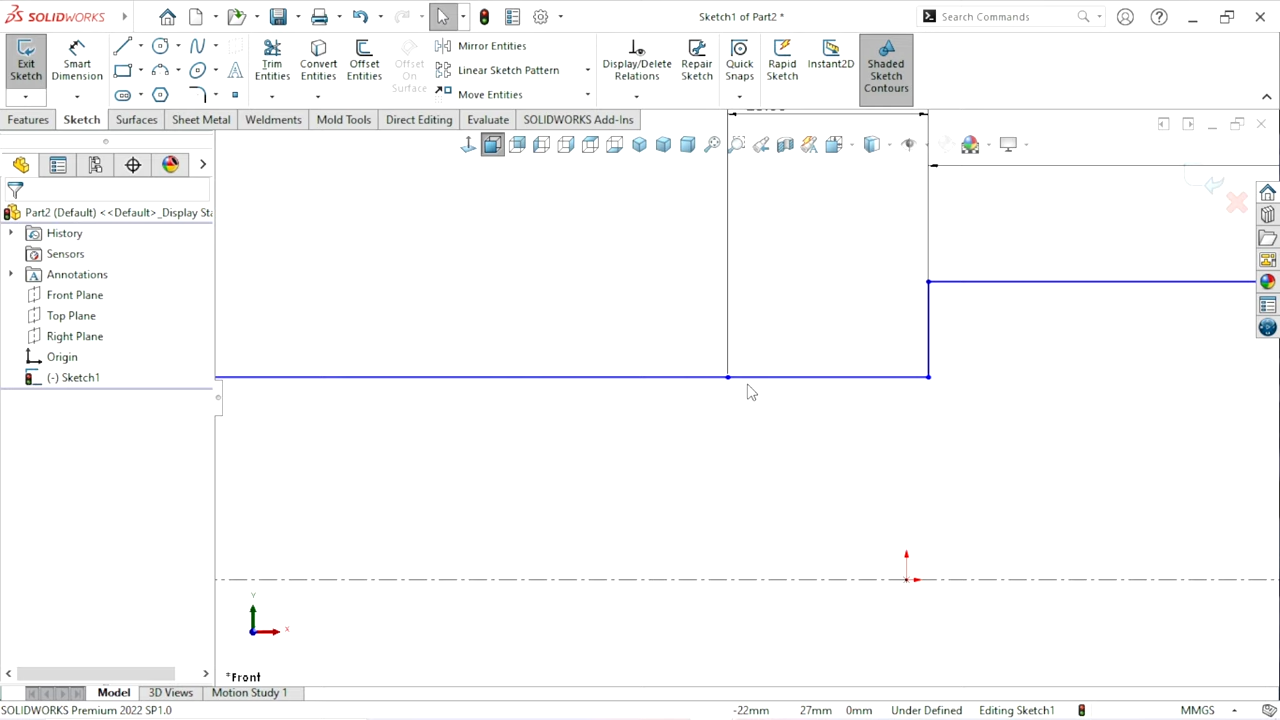 SOLIDWORKS
Sketch1 of Part2 *
Search Commands
Exit Sketch
Smart Dimension
Trim Entities
Convert Entities
Offset Entities
Offset On Surface
Mirror Entities
Linear Sketch Pattern
Move Entities
Display/Delete Relations
Repair Sketch
Quick Snaps
Rapid Sketch
Instant2D
Shaded Sketch Contours
Features
Sketch
Surfaces
Sheet Metal
Weldments
Mold Tools
Direct Editing
Evaluate
SOLIDWORKS Add-Ins
Part2 (Default) <<Default>_Display Sta
History
Sensors
Annotations
Front Plane
Top Plane
Right Plane
Origin
(-) Sketch1
Y
X
*Front
Model
3D Views
Motion Study 1
SOLIDWORKS Premium 2022 SP1.0
-22mm
27mm
0mm
Under Defined
Editing Sketch1
MMGS